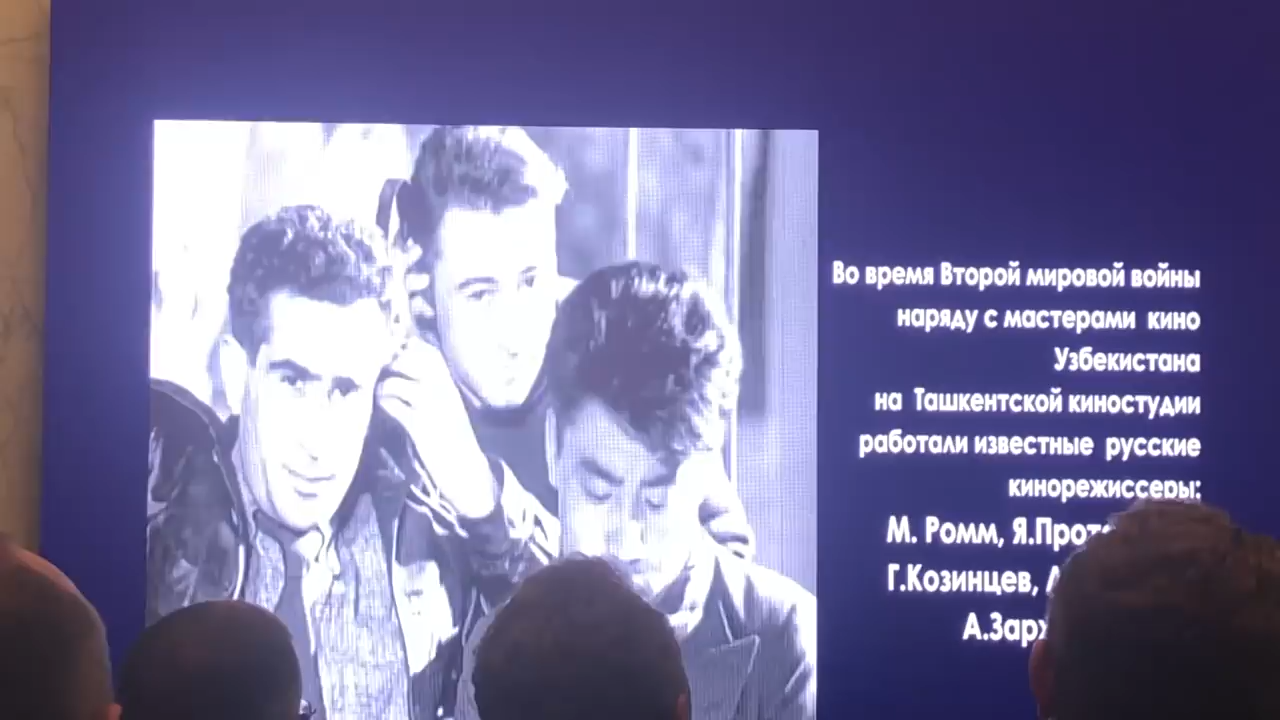 Во время Второй мировой войны
наряду с мастерами кино
Узбекистана
на Ташкентской киностудии
работали известные русские
кинорежиссеры:
М. Ромм,
Г.Козинцев,